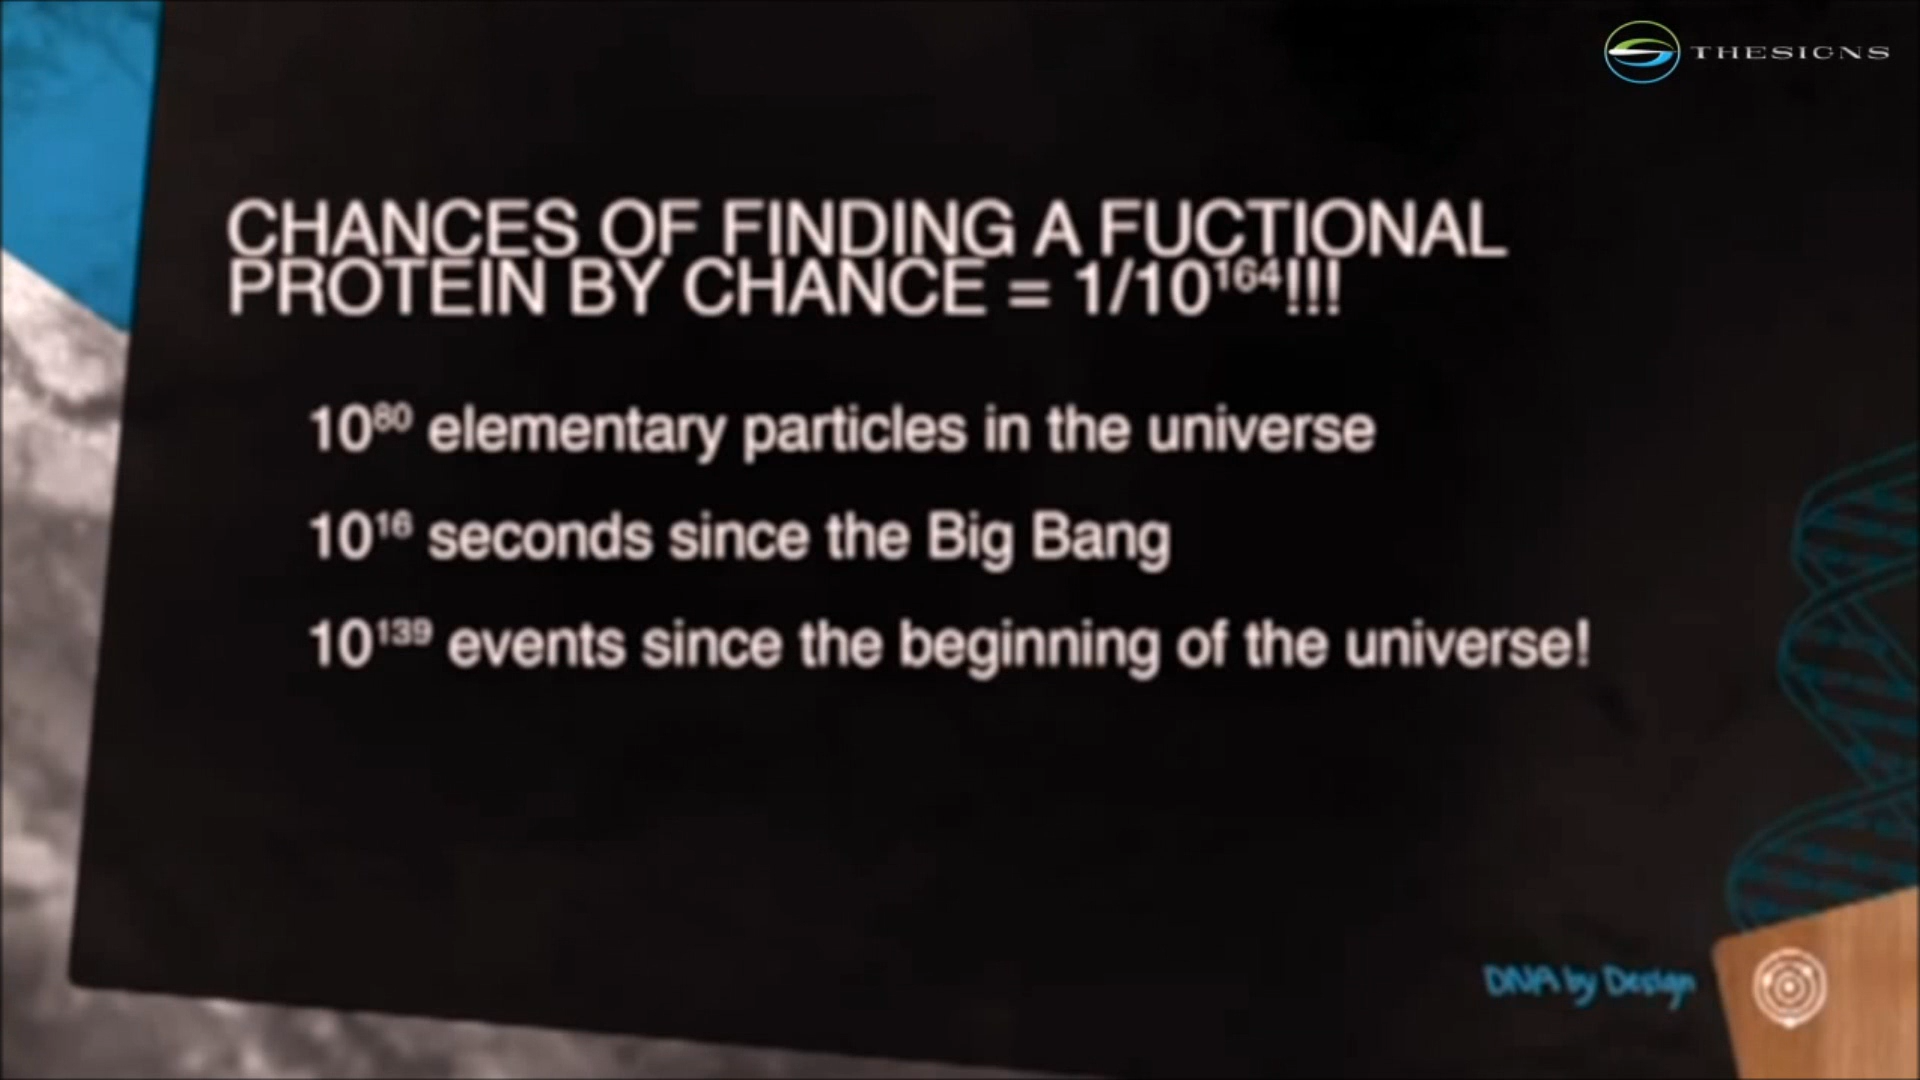 THESIGNS
CHANCES OF FINDING A FUCTIONAL
PROTEIN BY CHANCE = 1/10¹⁶⁴!!!
10⁸⁰ elementary particles in the universe
10¹⁶ seconds since the Big Bang
10¹³⁹ events since the beginning of the universe!
DNA by Design